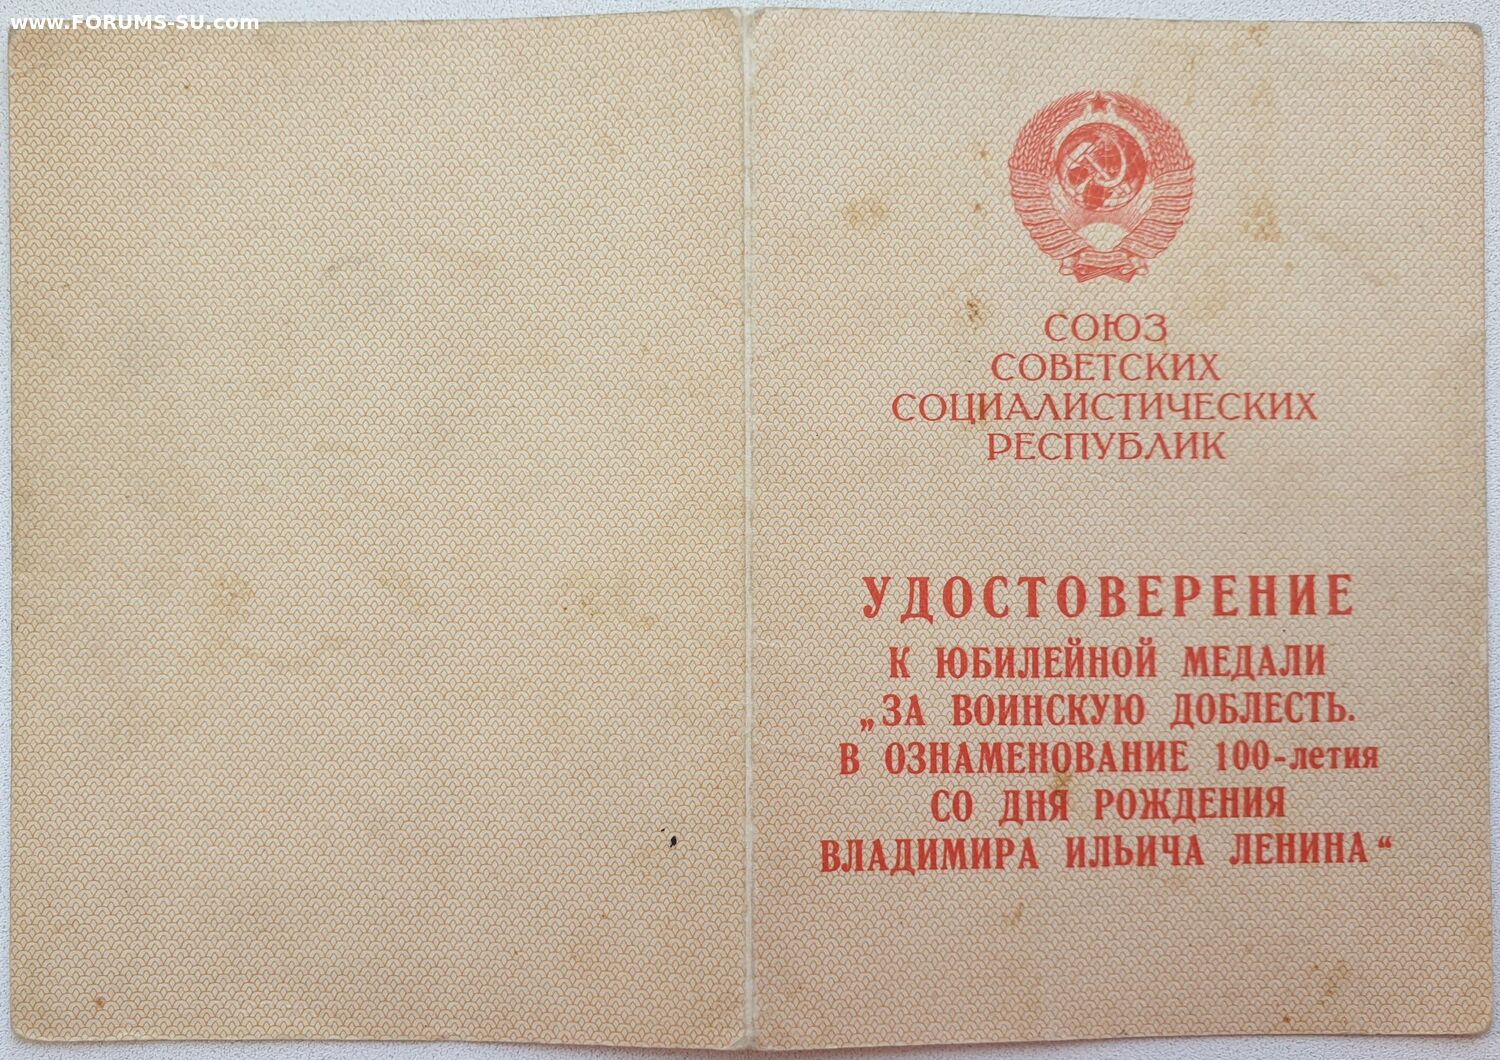 www.FORUMS-SU.com
СОЮЗ
СОВЕТСКИХ
СОЦИАЛИСТИЧЕСКИХ
РЕСПУБЛИК
УДОСТОВЕРЕНИЕ
К ЮБИЛЕЙНОЙ МЕДАЛИ
„ЗА ВОИНСКУЮ ДОБЛЕСТЬ.
В ОЗНАМЕНОВАНИЕ 100-летия
СО ДНЯ РОЖДЕНИЯ
ВЛАДИМИРА ИЛЬИЧА ЛЕНИНА“